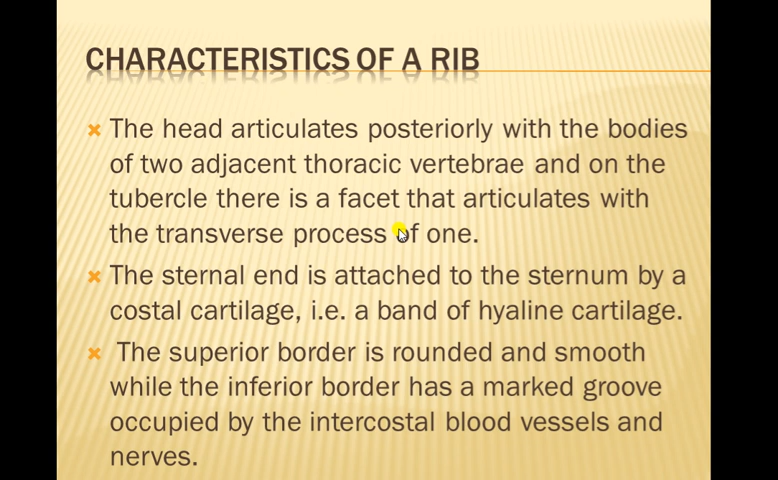 CHARACTERISTICS OF A RIB
The head articulates posteriorly with the bodies
of two adjacent thoracic vertebrae and on the
tubercle there is a facet that articulates with
the transverse process of one.
The sternal end is attached to the sternum by a
costal cartilage, i.e. a band of hyaline cartilage.
The superior border is rounded and smooth
while the inferior border has a marked groove
occupied by the intercostal blood vessels and
nerves.